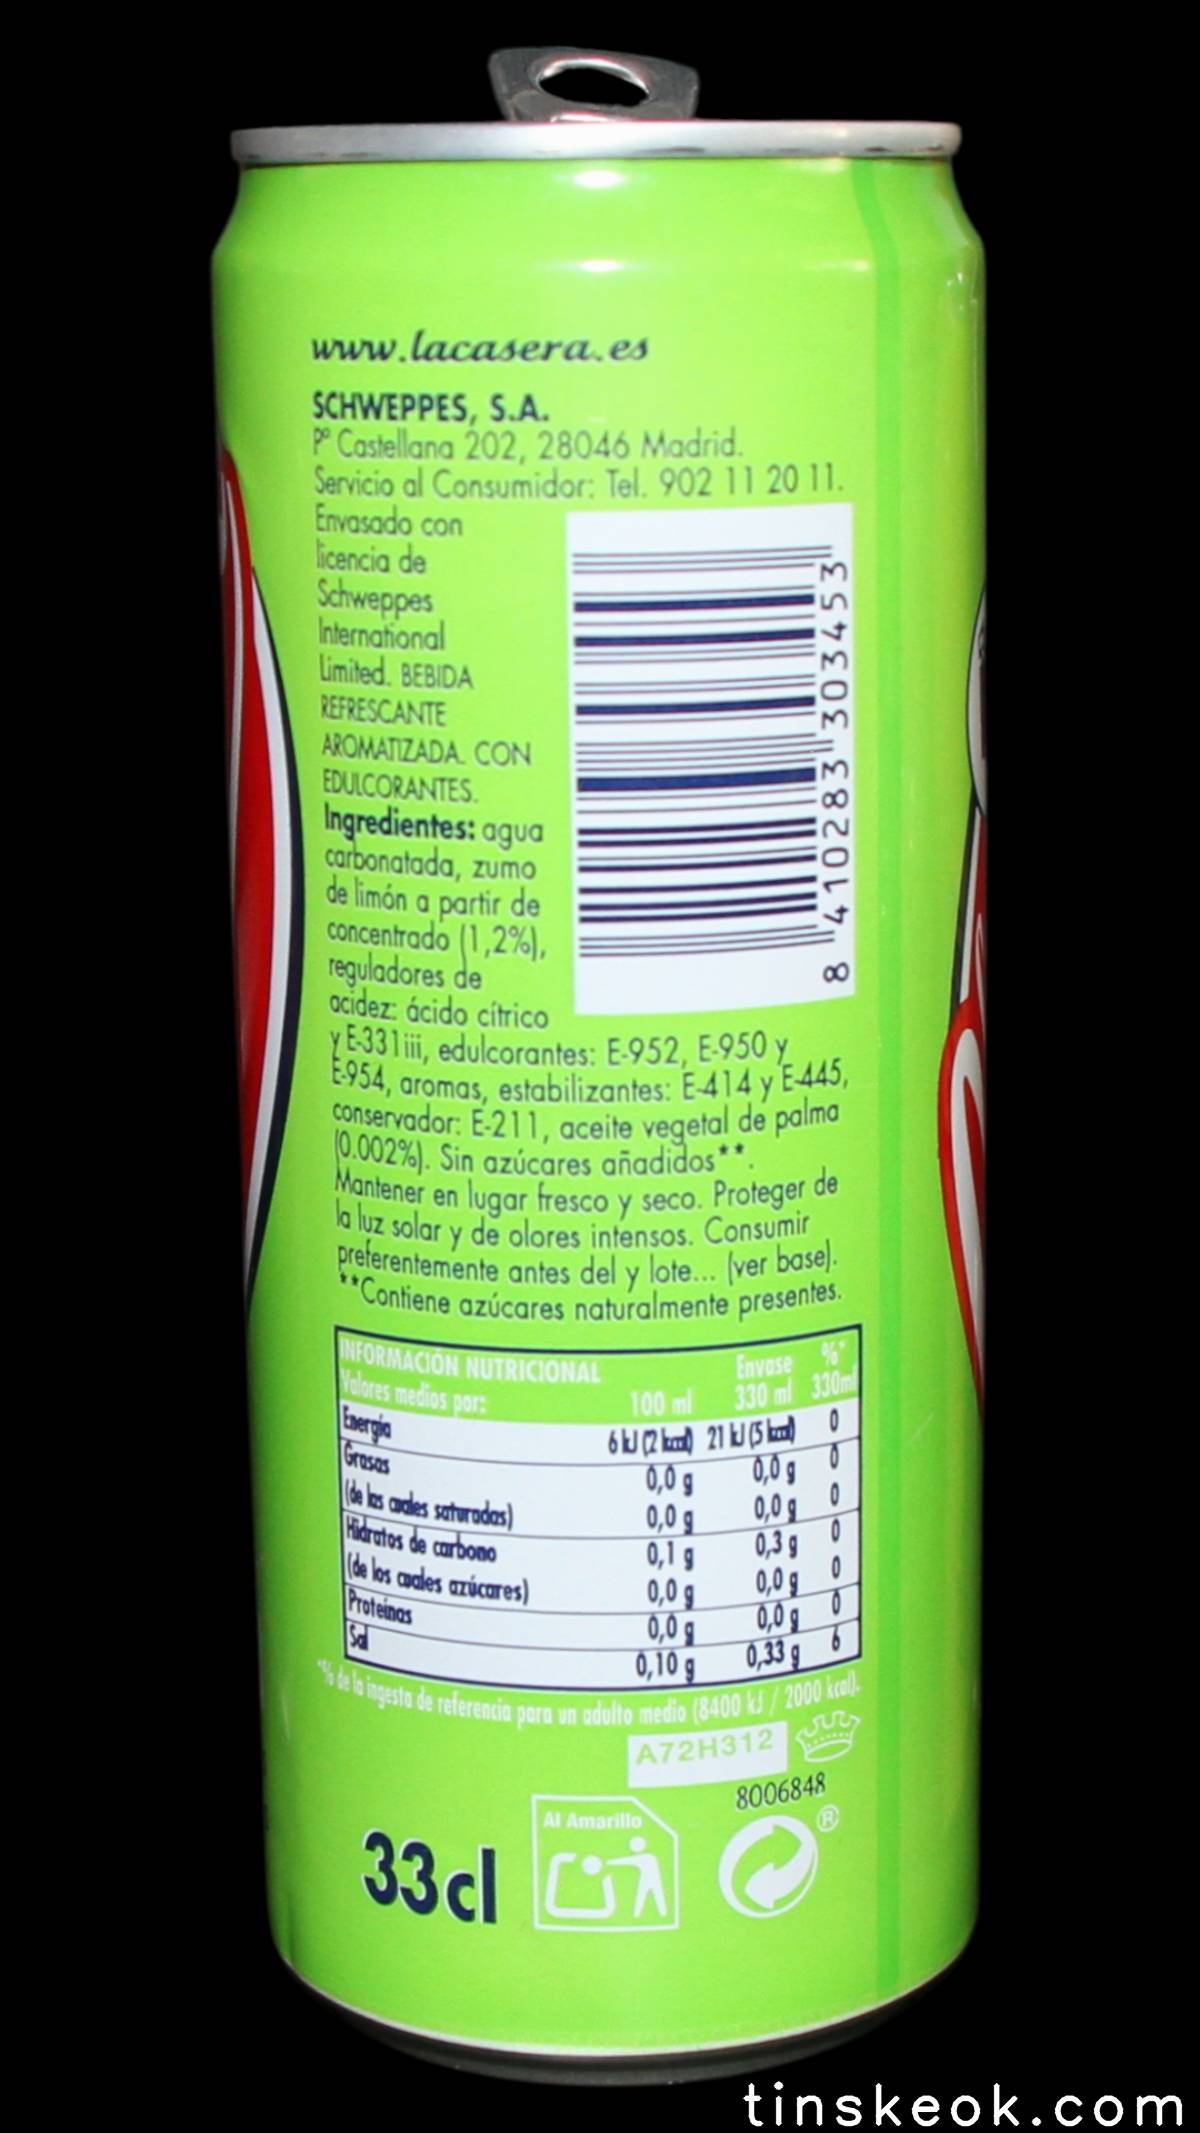 www.lacasera.es
SCHWEPPES, S.A.
Pº Castellana 202, 28046 Madrid.
Servicio al Consumidor: Tel. 902 11 20 11.
Envasado con
licencia de
Schweppes
International
Limited. BEBIDA
REFRESCANTE
AROMATIZADA. CON
EDULCORANTES.
Ingredientes: agua
carbonatada, zumo
de limón a partir de
concentrado (1,2%),
reguladores de
acidez: ácido cítrico
y E-331iii, edulcorantes: E-952, E-950 y
E-954, aromas, estabilizantes: E-414 y E-445,
conservador: E-211, aceite vegetal de palma
(0.002%). Sin azúcares añadidos**.
Mantener en lugar fresco y seco. Proteger de
la luz solar y de olores intensos. Consumir
preferentemente antes del y lote... (ver base).
**Contiene azúcares naturalmente presentes.
8 410283 303453
INFORMACIÓN NUTRICIONAL Envase %*
Valores medios por: 100 ml 330 ml 330ml
Energía 6 kJ (2 kcal) 21 kJ (5 kcal) 0
Grasas 0,0 g 0,0 g 0
(de las cuales saturadas) 0,0 g 0,0 g 0
Hidratos de carbono 0,1 g 0,3 g 0
(de los cuales azúcares) 0,0 g 0,0 g 0
Proteínas 0,0 g 0,0 g 0
Sal 0,10 g 0,33 g 6
*% de la ingesta de referencia para un adulto medio (8400 kJ / 2000 kcal).
A72H312
8006848
Al Amarillo
®
33cl
tinskeok.com